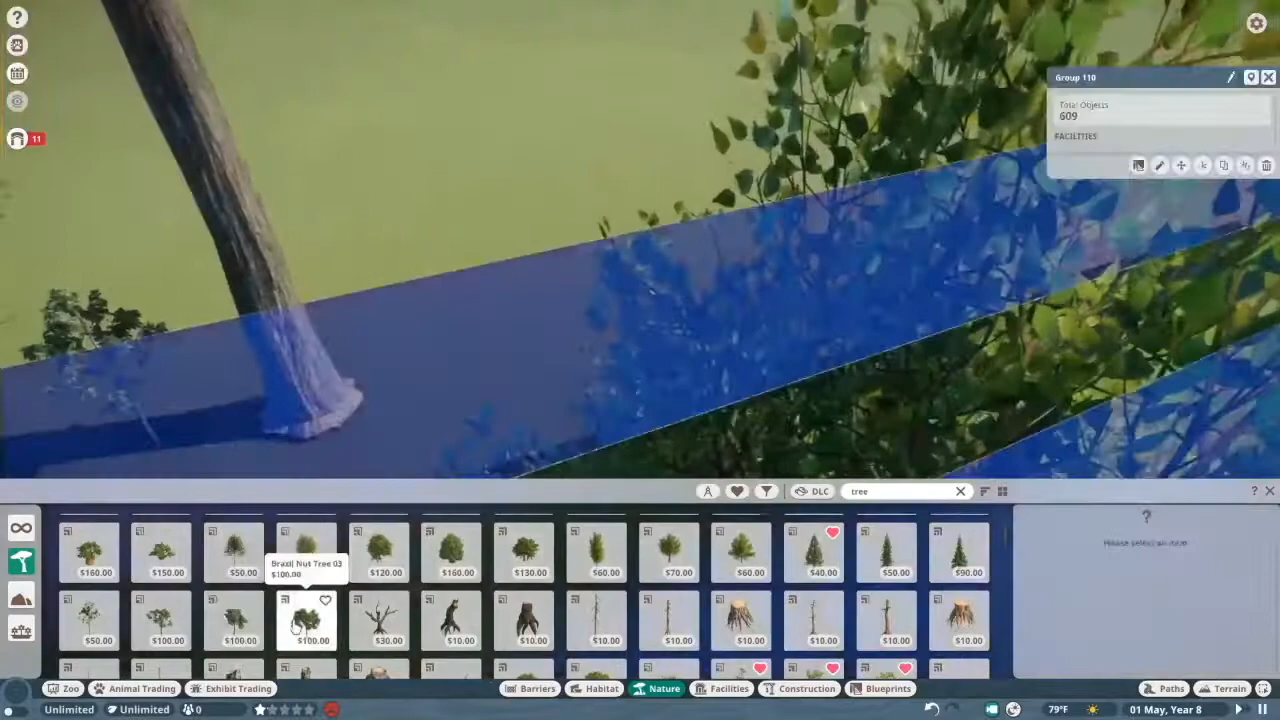 ?
11
Group 110
Total Objects
609
FACILITIES
DLC
tree
?
$160.00 $150.00 $50.00 $120.00 $160.00 $130.00 $60.00 $70.00 $60.00 $40.00 $50.00 $90.00
Brazil Nut Tree 03
$100.00
$50.00 $100.00 $100.00 $100.00 $30.00 $10.00 $10.00 $10.00 $10.00 $10.00 $10.00 $10.00 $10.00
?
Please select an item
Zoo Animal Trading Exhibit Trading Barriers Habitat Nature Facilities Construction Blueprints Paths Terrain
Unlimited Unlimited 0 79°F 01 May, Year 8